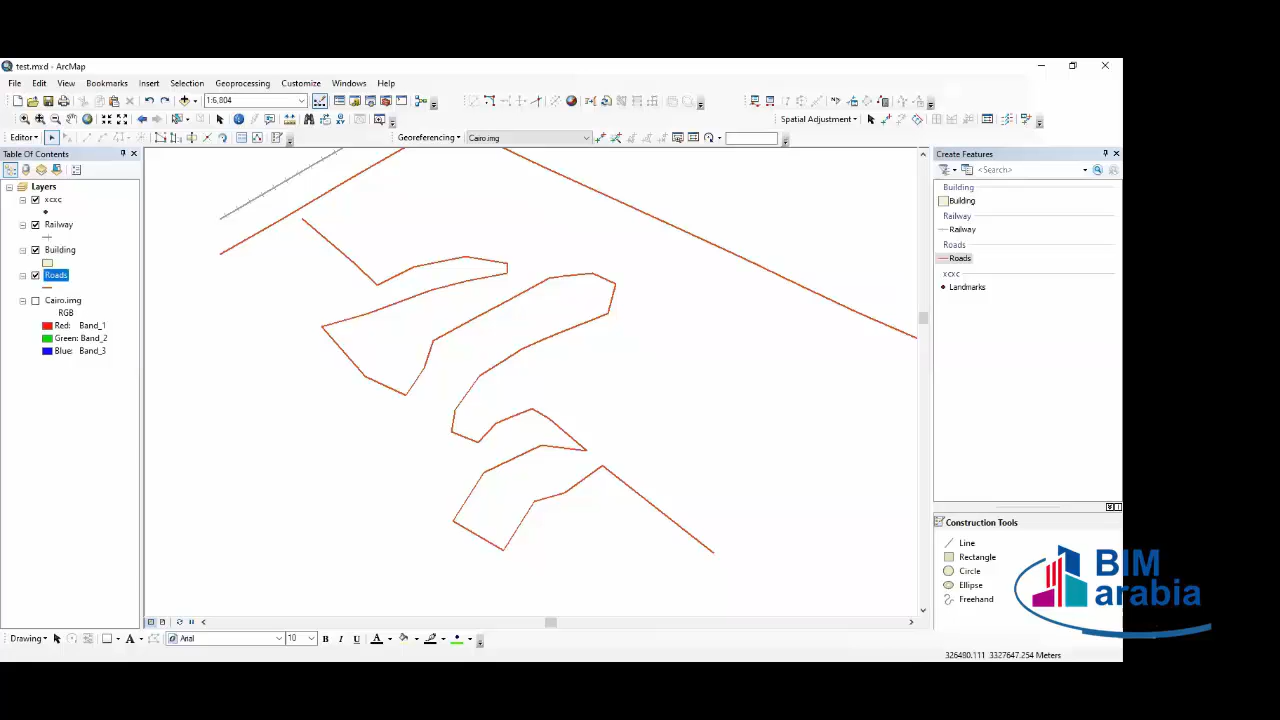 test.mxd - ArcMap
File Edit View Bookmarks Insert Selection Geoprocessing Customize Windows Help
1:6,804
Spatial Adjustment
Editor Georeferencing Cairo.img
Table Of Contents
Layers
xcxc
Railway
Building
Roads
Cairo.img
RGB
Red: Band_1
Green: Band_2
Blue: Band_3
Create Features
<Search>
Building
Building
Railway
Railway
Roads
Roads
xcxc
Landmarks
Construction Tools
Line
Rectangle
Circle
Ellipse
Freehand
BIM
arabia
Drawing A Arial 10 B I U A
326480.111 3327647.254 Meters